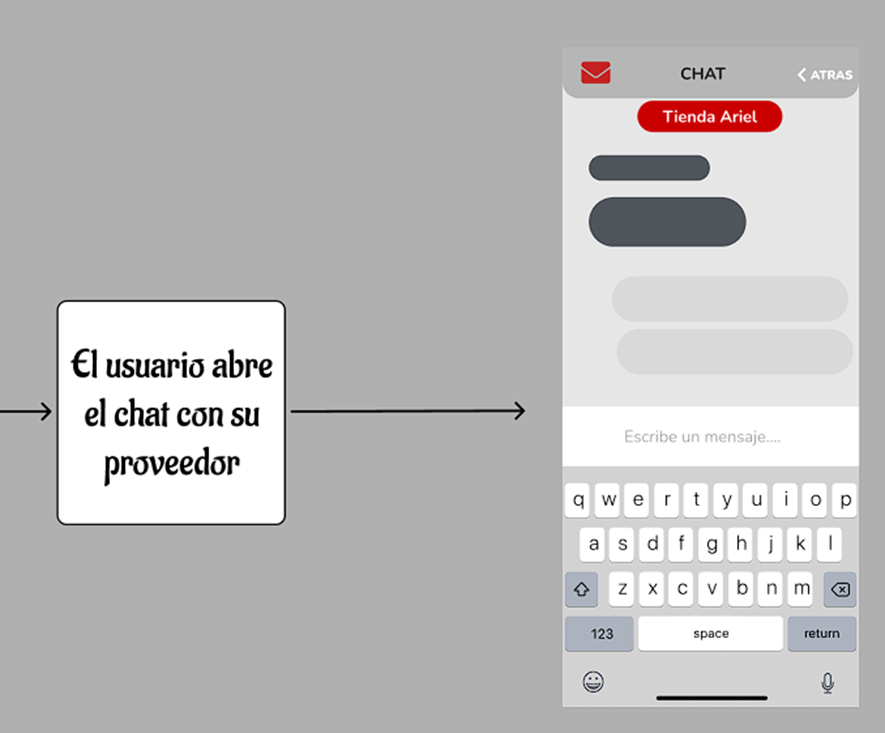 El usuario abre
el chat con su
proveedor
CHAT
ATRAS
Tienda Ariel
Escribe un mensaje....
q w e r t y u i o p
a s d f g h j k l
z x c v b n m
123 space return